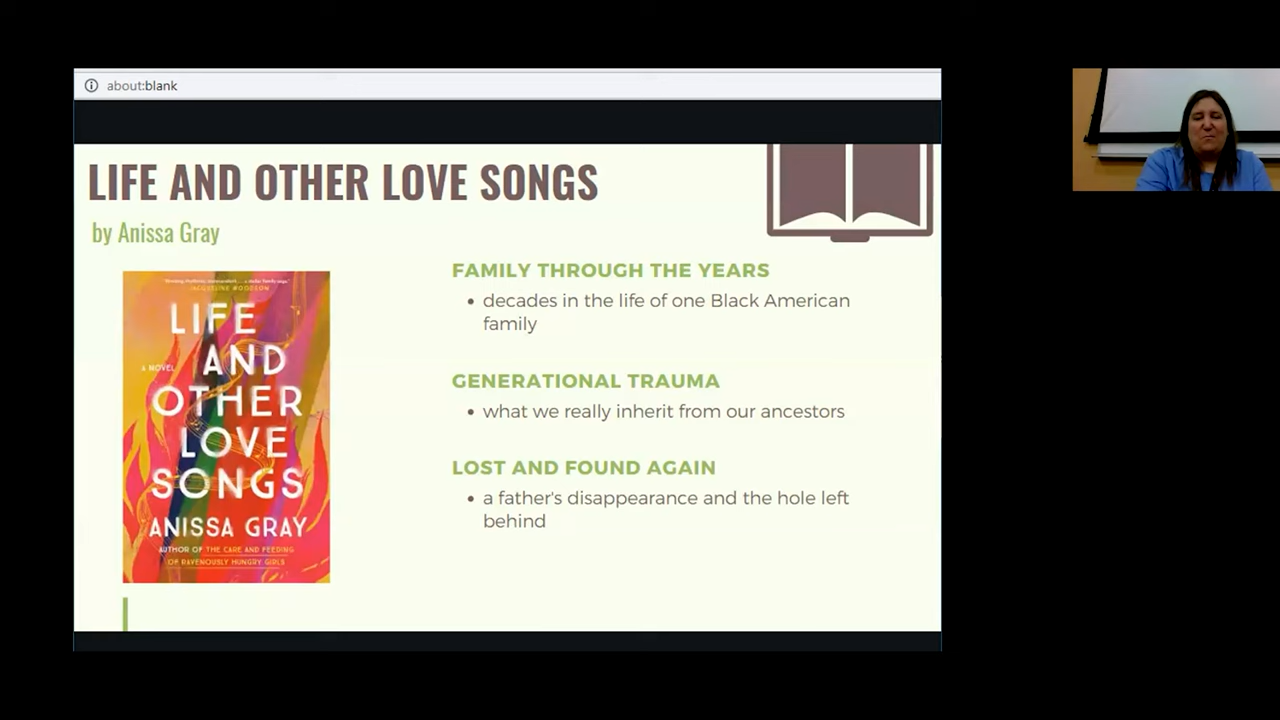 about:blank
LIFE AND OTHER LOVE SONGS
by Anissa Gray
FAMILY THROUGH THE YEARS
• decades in the life of one Black American
family
GENERATIONAL TRAUMA
• what we really inherit from our ancestors
LOST AND FOUND AGAIN
• a father's disappearance and the hole left
behind
JACQUELINE WOODSON
LIFE
AND
A NOVEL
OTHER
LOVE
SONGS
ANISSA GRAY
AUTHOR OF THE CARE AND FEEDING
OF RAVENOUSLY HUNGRY GIRLS